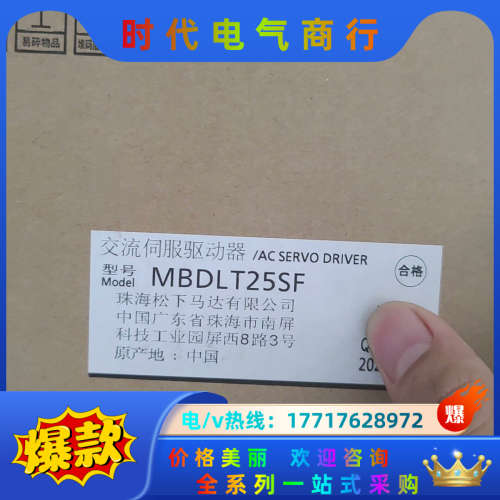 时代电气商行
易碎物品
交流伺服驱动器 /AC SERVO DRIVER
型号
Model MBDLT25SF
合格
珠海松下马达有限公司
中国广东省珠海市南屏
科技工业园屏西8路3号
原产地：中国
Q
202
电/v热线：17717628972
爆
爆款
价格美丽 欢迎咨询
全系列一站式采购